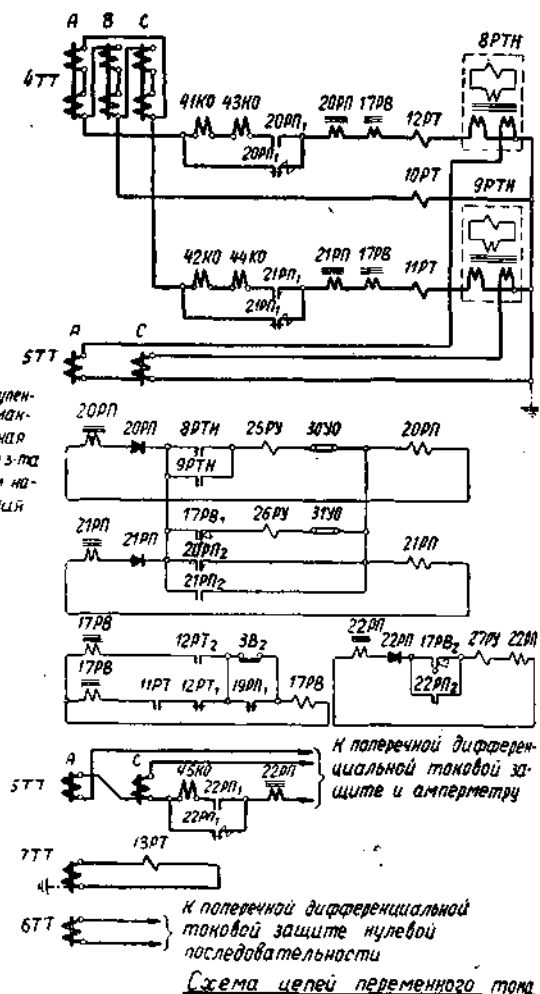 A B C
8РТН
4ТТ
41КО 43КО 20РП₁ 20РП 17РВ 12РТ
20РП₁
10РТ
9РТН
42КО 44КО 21РП₁ 21РП 17РВ 11РТ
21РП₁
A C
5ТТ
20РП 20РП 8РТН 25РУ 30УО 20РП
9РТН
17РВ₁ 26РУ 31УО
21РП 21РП 20РП₂ 21РП
21РП₂
17РВ 12РТ₂ 3В₂
17РВ 11РТ 12РТ₁ 19РП₁ 17РВ
22РП 22РП 17РВ₂ 27РУ 22РП
22РП₂
A C
5ТТ
45КО 22РП₁ 22РП
22РП₁
К поперечной дифферен-
циальной токовой за-
щите и амперметру
7ТТ
13РТ
6ТТ
К поперечной дифференциальной
токовой защите нулевой
последовательности
Схема цепей переменного тока